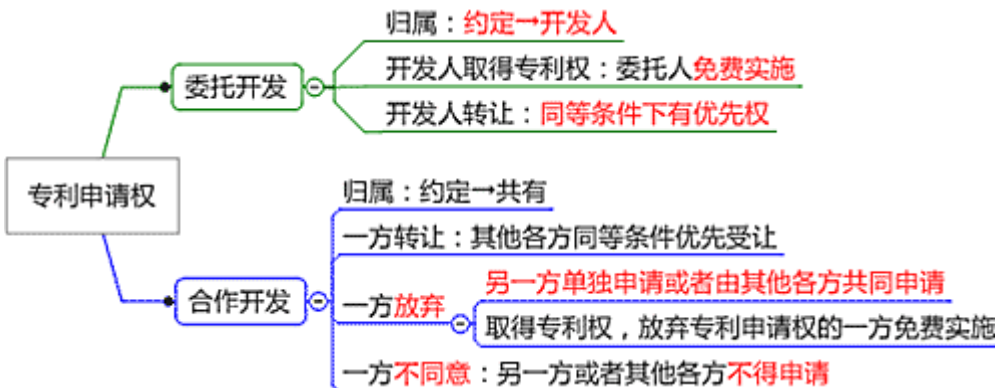 专利申请权
委托开发
归属：约定→开发人
开发人取得专利权：委托人免费实施
开发人转让：同等条件下有优先权
合作开发
归属：约定→共有
一方转让：其他各方同等条件优先受让
一方放弃
另一方单独申请或者由其他各方共同申请
取得专利权，放弃专利申请权的一方免费实施
一方不同意：另一方或者其他各方不得申请